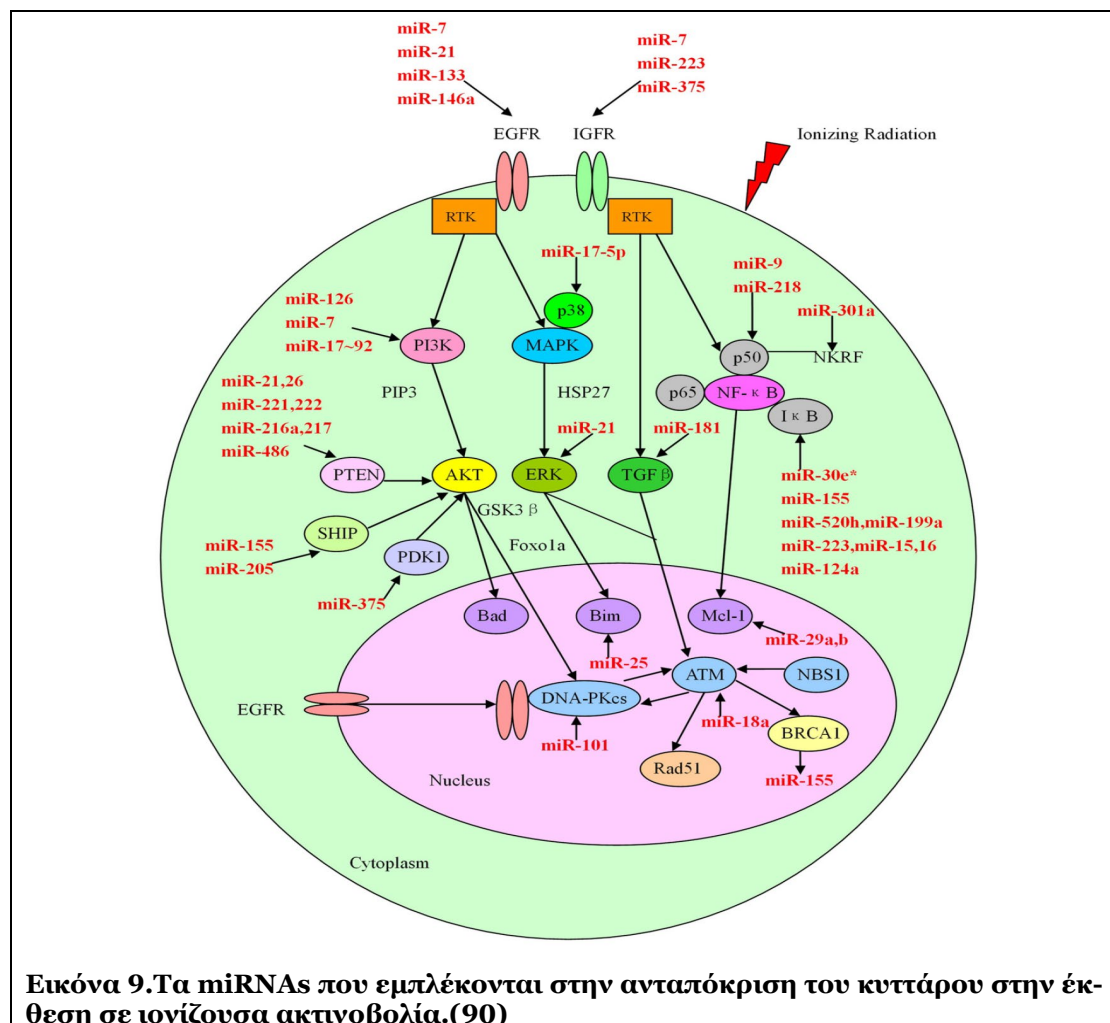 miR-7
miR-21
miR-133
miR-146a
miR-7
miR-223
miR-375
EGFR
IGFR
Ionizing Radiation
RTK
RTK
miR-17-5p
miR-9
miR-218
miR-301a
p38
miR-126
miR-7
miR-17~92
PI3K
MAPK
p50
NKRF
PIP3
HSP27
p65
NF-κB
IκB
miR-21,26
miR-221,222
miR-216a,217
miR-486
miR-21
miR-181
PTEN
AKT
ERK
TGFβ
miR-30e*
miR-155
miR-520h,miR-199a
miR-223,miR-15,16
miR-124a
GSK3β
SHIP
Foxo1a
miR-155
miR-205
PDK1
miR-375
Bad
Bim
Mcl-1
miR-29a,b
miR-25
ATM
NBS1
EGFR
DNA-PKcs
miR-18a
BRCA1
miR-101
Rad51
miR-155
Nucleus
Cytoplasm
Εικόνα 9.Τα miRNAs που εμπλέκονται στην ανταπόκριση του κυττάρου στην έκ-
θεση σε ιονίζουσα ακτινοβολία.(90)